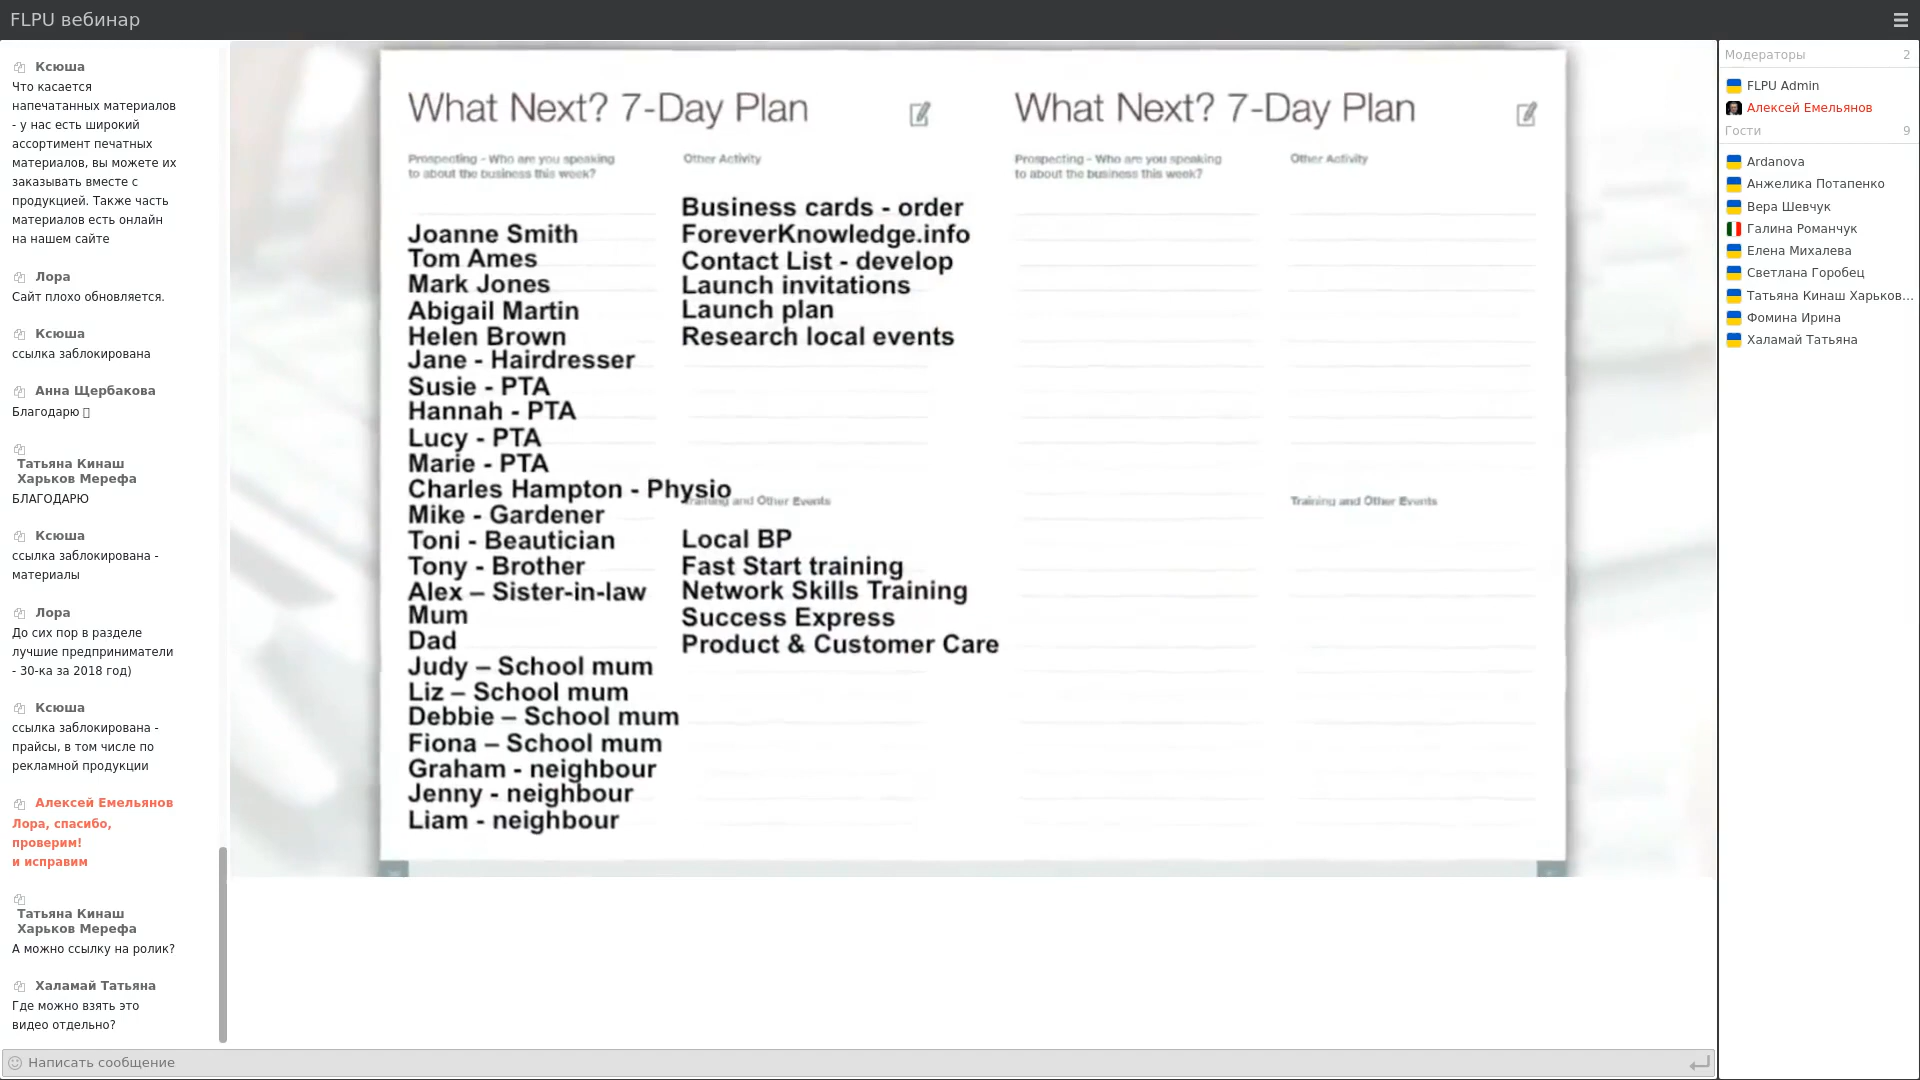 FLPU вебинар
Ксюша
Что касается
напечатанных материалов
- у нас есть широкий
ассортимент печатных
материалов, вы можете их
заказывать вместе с
продукцией. Также часть
материалов есть онлайн
на нашем сайте
Лора
Сайт плохо обновляется.
Ксюша
ссылка заблокирована
Анна Щербакова
Благодарю
Татьяна Кинаш
Харьков Мерефа
БЛАГОДАРЮ
Ксюша
ссылка заблокирована -
материалы
Лора
До сих пор в разделе
лучшие предприниматели
- 30-ка за 2018 год)
Ксюша
ссылка заблокирована -
прайсы, в том числе по
рекламной продукции
Алексей Емельянов
Лора, спасибо,
проверим!
и исправим
Татьяна Кинаш
Харьков Мерефа
А можно ссылку на ролик?
Халамай Татьяна
Где можно взять это
видео отдельно?
Написать сообщение
What Next? 7-Day Plan
Prospecting - Who are you speaking
to about the business this week?
Joanne Smith
Tom Ames
Mark Jones
Abigail Martin
Helen Brown
Jane - Hairdresser
Susie - PTA
Hannah - PTA
Lucy - PTA
Marie - PTA
Charles Hampton - Physio
Mike - Gardener
Toni - Beautician
Tony - Brother
Alex – Sister-in-law
Mum
Dad
Judy – School mum
Liz – School mum
Debbie – School mum
Fiona – School mum
Graham - neighbour
Jenny - neighbour
Liam - neighbour
Other Activity
Business cards - order
ForeverKnowledge.info
Contact List - develop
Launch invitations
Launch plan
Research local events
Training and Other Events
Local BP
Fast Start training
Network Skills Training
Success Express
Product & Customer Care
What Next? 7-Day Plan
Prospecting - Who are you speaking
to about the business this week?
Other Activity
Training and Other Events
Модераторы 2
FLPU Admin
Алексей Емельянов
Гости 9
Ardanova
Анжелика Потапенко
Вера Шевчук
Галина Романчук
Елена Михалева
Светлана Горобец
Татьяна Кинаш Харьков...
Фомина Ирина
Халамай Татьяна